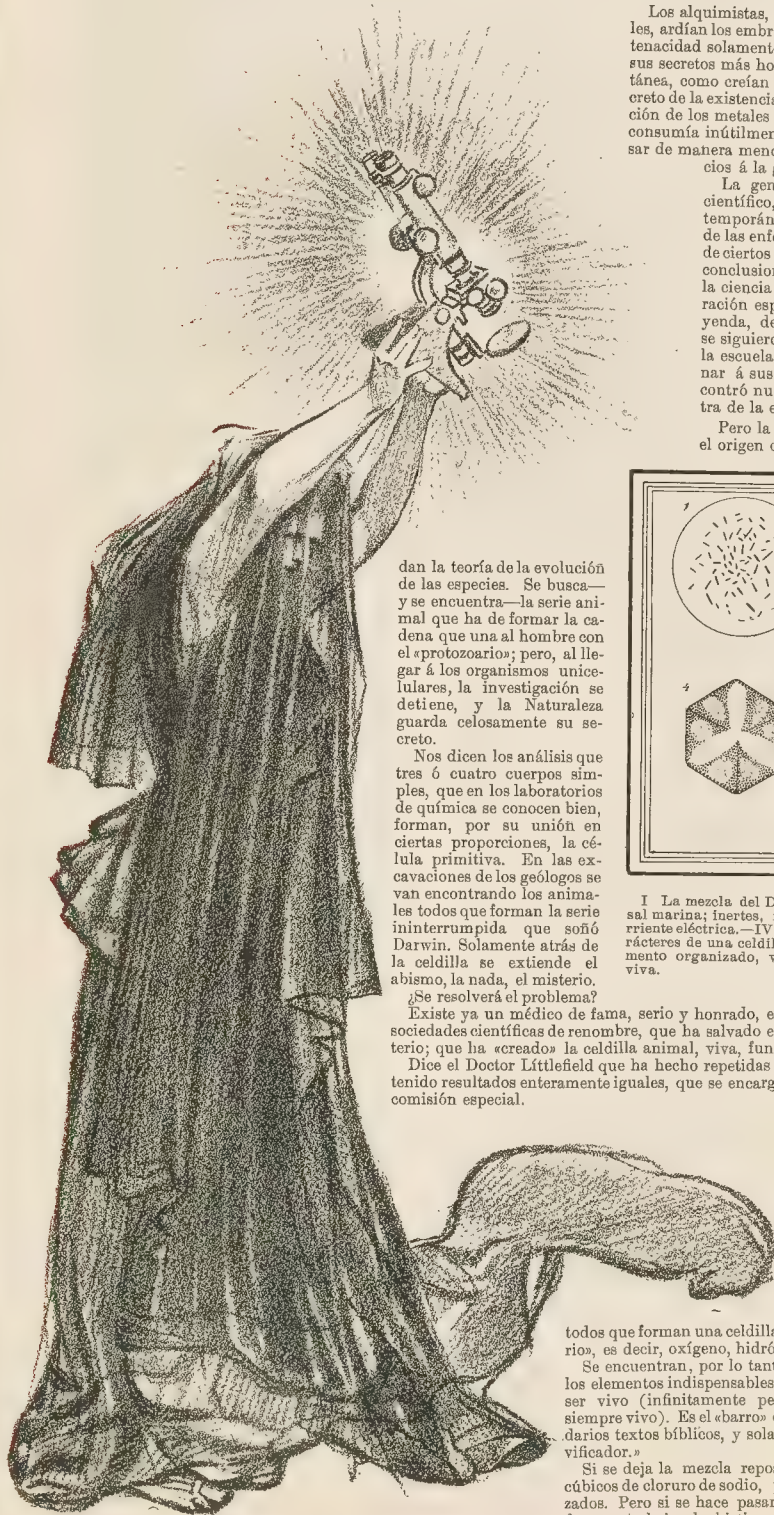 Los alquimistas,
les, ardían los embr
tenacidad solament
sus secretos más ho
tánea, como creían
creto de la existencia
ción de los metales
consumía inútilmen
sar de manera menc
cios á la g
La gen
científico,
temporán
de las enfe
de ciertos
conclusion
la ciencia
ración esp
yenda, de
se siguiero
la escuela
nar á sus
contró nu
tra de la e
Pero la
el origen d
1
4
dan la teoría de la evolución
de las especies. Se busca—
y se encuentra—la serie ani-
mal que ha de formar la ca-
dena que una al hombre con
el «protozoario»; pero, al lle-
gar á los organismos unice-
lulares, la investigación se
detiene, y la Naturaleza
guarda celosamente su se-
creto.
Nos dicen los análisis que
tres ó cuatro cuerpos sim-
ples, que en los laboratorios
de química se conocen bien,
forman, por su unión en
ciertas proporciones, la cé-
lula primitiva. En las ex-
cavaciones de los geólogos se
van encontrando los anima-
les todos que forman la serie
ininterrumpida que soñó
Darwin. Solamente atrás de
la celdilla se extiende el
abismo, la nada, el misterio.
¿Se resolverá el problema?
Existe ya un médico de fama, serio y honrado, e
sociedades científicas de renombre, que ha salvado e
terio; que ha «creado» la celdilla animal, viva, fun
Dice el Doctor Líttlefield que ha hecho repetidas
tenido resultados enteramente iguales, que se encarg
comisión especial.
I La mezcla del D
sal marina; inertes,
rriente eléctrica.—IV
rácteres de una celdil
mento organizado, v
viva.
todos que forman una celdilla
rio», es decir, oxígeno, hidró
Se encuentran, por lo tant
los elementos indispensables
ser vivo (infinitamente pe
siempre vivo). Es el «barro»
darios textos bíblicos, y sola
vificador.»
Si se deja la mezcla repos
cúbicos de cloruro de sodio,
zados. Pero si se hace pasar